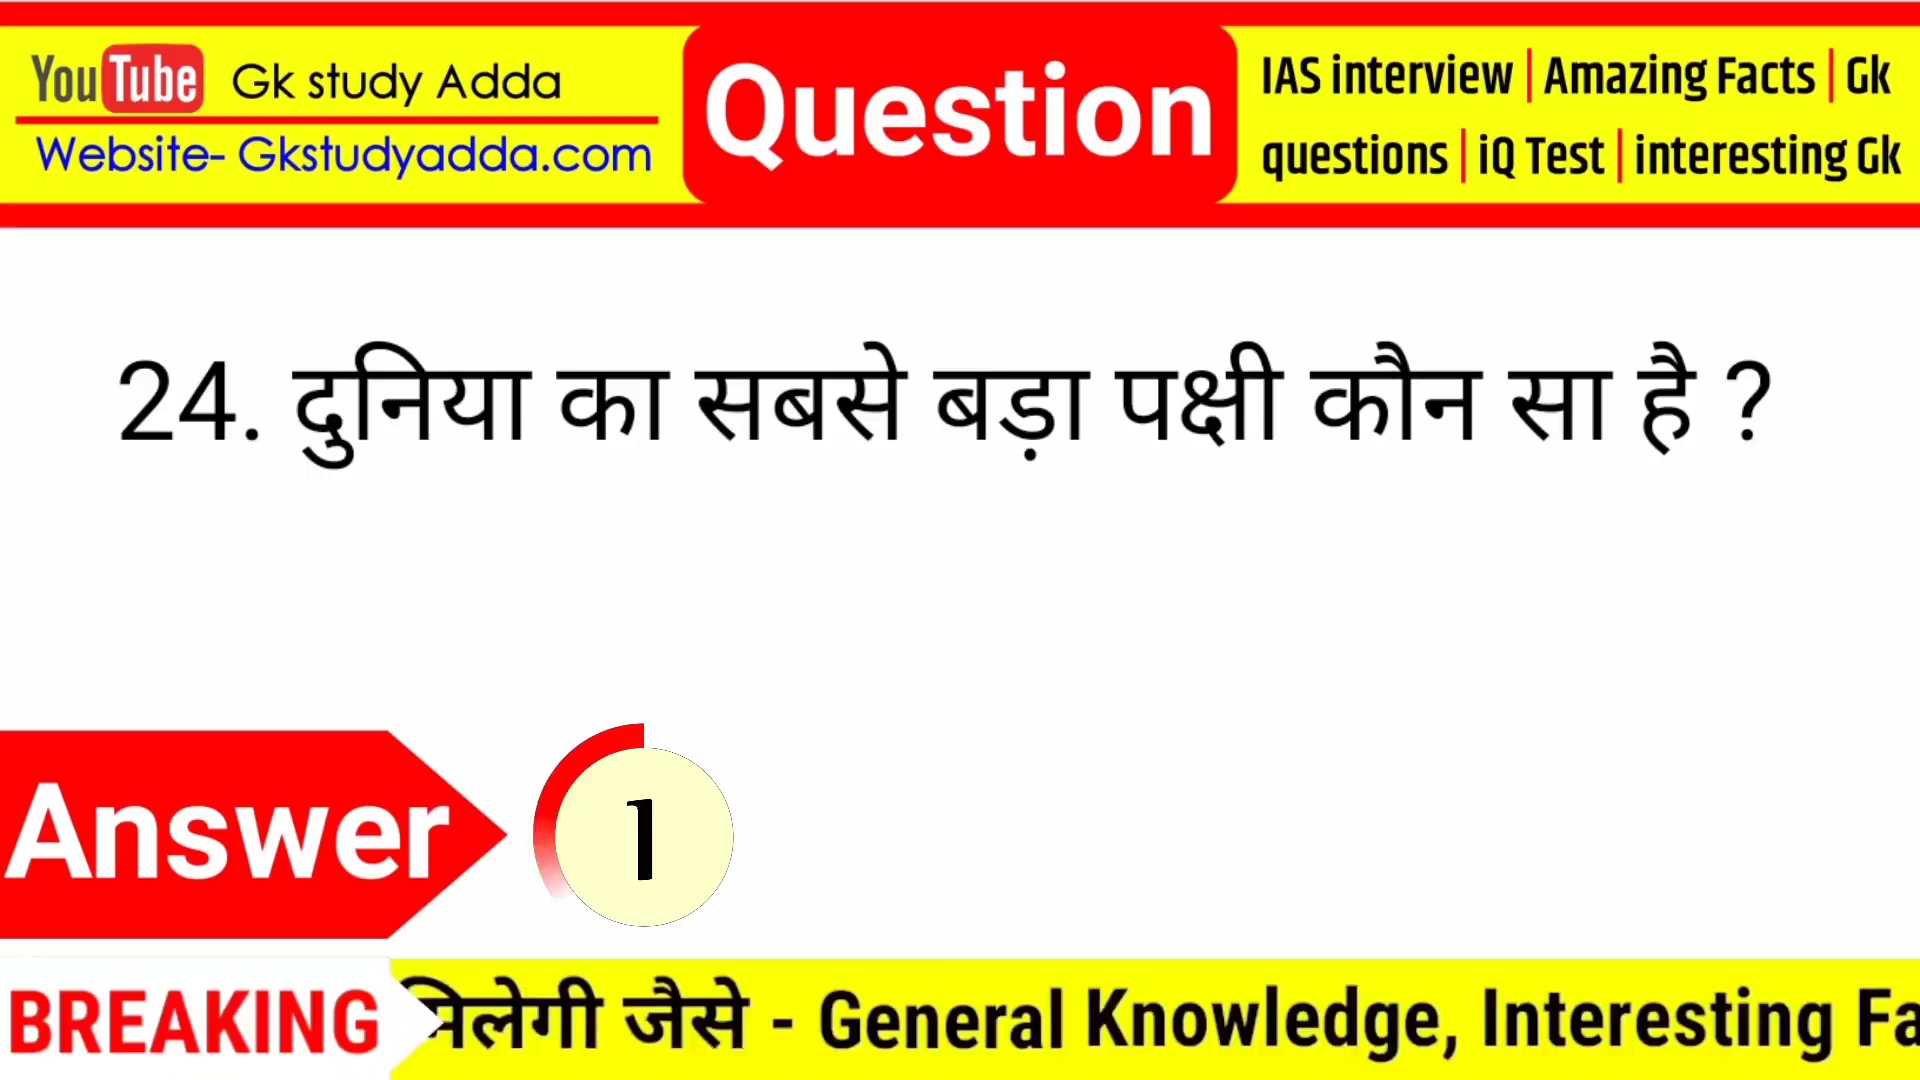 YouTube Gk study Adda
Website- Gkstudyadda.com
Question
IAS interview | Amazing Facts | Gk
questions | iQ Test | interesting Gk
24. दुनिया का सबसे बड़ा पक्षी कौन सा है ?
Answer
1
BREAKING
मिलेगी जैसे - General Knowledge, Interesting Fa